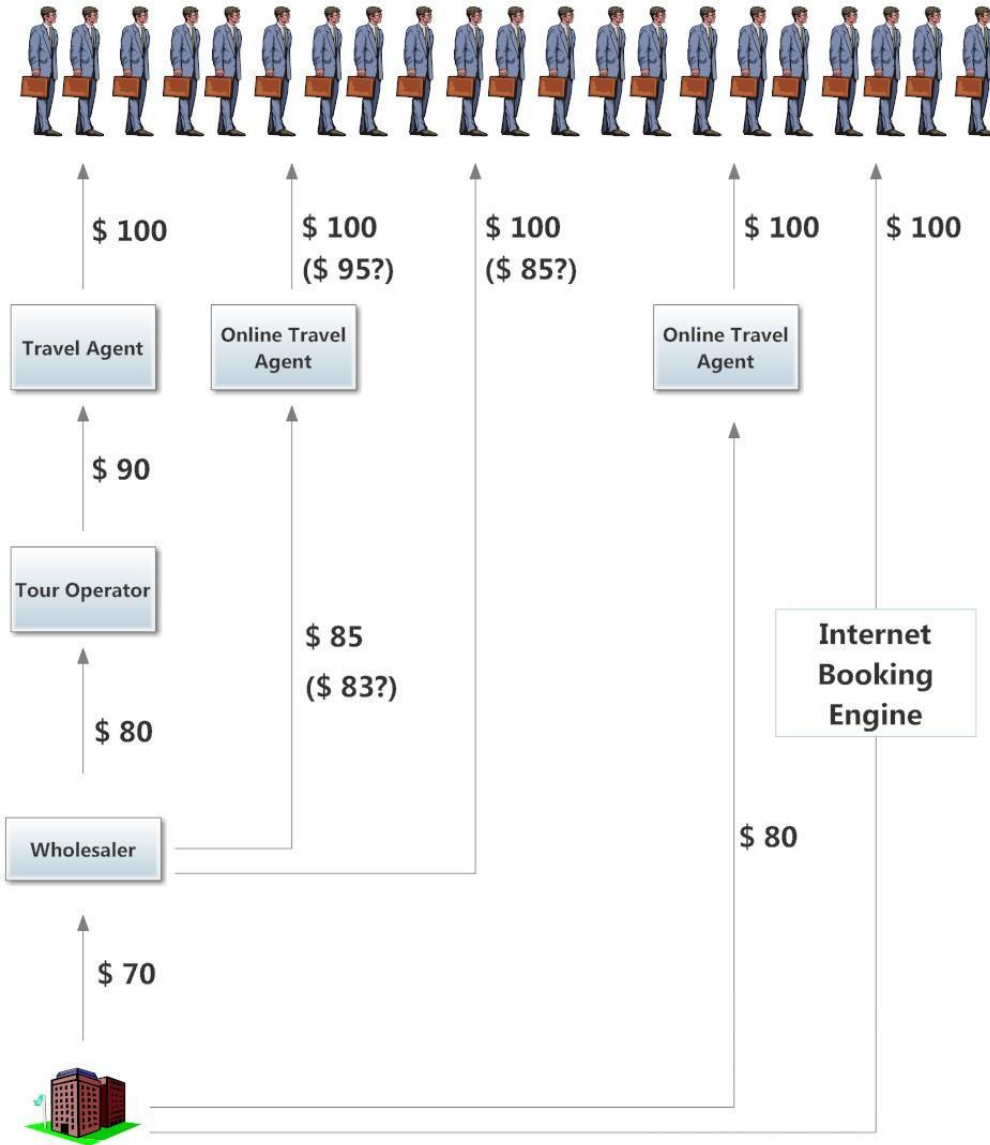 $ 100
$ 100
($ 95?)
$ 100
($ 85?)
$ 100
$ 100
Travel Agent
Online Travel
Agent
Online Travel
Agent
$ 90
Tour Operator
$ 85
($ 83?)
Internet
Booking
Engine
$ 80
Wholesaler
$ 80
$ 70